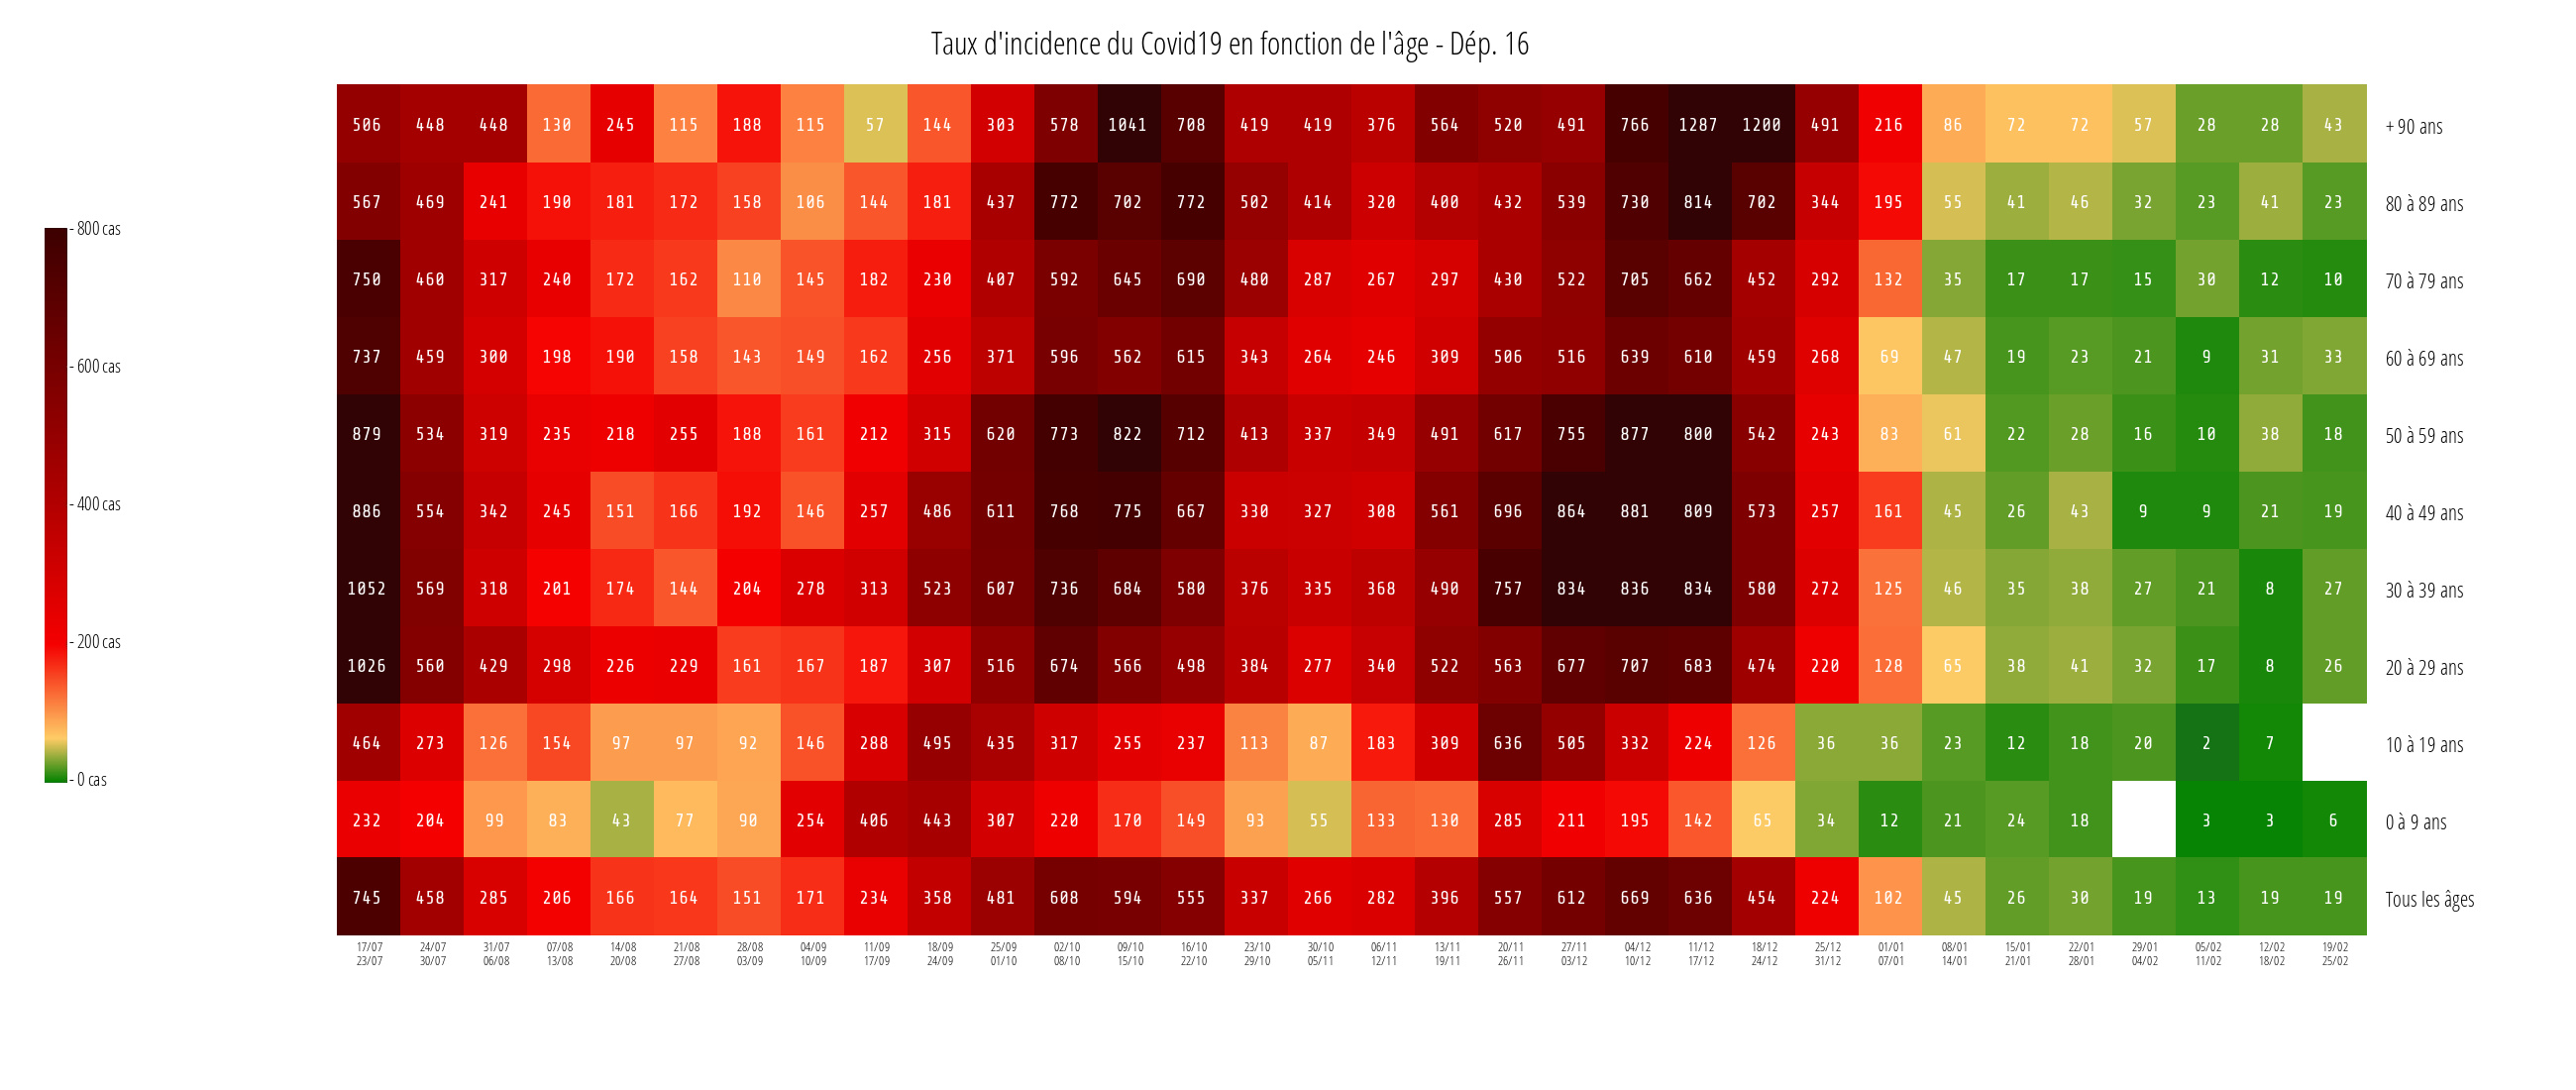 Taux d'incidence du Covid19 en fonction de l'âge - Dép. 16
- 800 cas
- 600 cas
- 400 cas
- 200 cas
- 0 cas
506 448 448 130 245 115 188 115 57 144 303 578 1041 708 419 419 376 564 520 491 766 1287 1200 491 216 86 72 72 57 28 28 43 + 90 ans
567 469 241 190 181 172 158 106 144 181 437 772 702 772 502 414 320 400 432 539 730 814 702 344 195 55 41 46 32 23 41 23 80 à 89 ans
750 460 317 240 172 162 110 145 182 230 407 592 645 690 480 287 267 297 430 522 705 662 452 292 132 35 17 17 15 30 12 10 70 à 79 ans
737 459 300 198 190 158 143 149 162 256 371 596 562 615 343 264 246 309 506 516 639 610 459 268 69 47 19 23 21 9 31 33 60 à 69 ans
879 534 319 235 218 255 188 161 212 315 620 773 822 712 413 337 349 491 617 755 877 800 542 243 83 61 22 28 16 10 38 18 50 à 59 ans
886 554 342 245 151 166 192 146 257 486 611 768 775 667 330 327 308 561 696 864 881 809 573 257 161 45 26 43 9 9 21 19 40 à 49 ans
1052 569 318 201 174 144 204 278 313 523 607 736 684 580 376 335 368 490 757 834 836 834 580 272 125 46 35 38 27 21 8 27 30 à 39 ans
1026 560 429 298 226 229 161 167 187 307 516 674 566 498 384 277 340 522 563 677 707 683 474 220 128 65 38 41 32 17 8 26 20 à 29 ans
464 273 126 154 97 97 92 146 288 495 435 317 255 237 113 87 183 309 636 505 332 224 126 36 36 23 12 18 20 2 7 10 à 19 ans
232 204 99 83 43 77 90 254 406 443 307 220 170 149 93 55 133 130 285 211 195 142 65 34 12 21 24 18 3 3 6 0 à 9 ans
745 458 285 206 166 164 151 171 234 358 481 608 594 555 337 266 282 396 557 612 669 636 454 224 102 45 26 30 19 13 19 19 Tous les âges
17/07 24/07 31/07 07/08 14/08 21/08 28/08 04/09 11/09 18/09 25/09 02/10 09/10 16/10 23/10 30/10 06/11 13/11 20/11 27/11 04/12 11/12 18/12 25/12 01/01 08/01 15/01 22/01 29/01 05/02 12/02 19/02
23/07 30/07 06/08 13/08 20/08 27/08 03/09 10/09 17/09 24/09 01/10 08/10 15/10 22/10 29/10 05/11 12/11 19/11 26/11 03/12 10/12 17/12 24/12 31/12 07/01 14/01 21/01 28/01 04/02 11/02 18/02 25/02